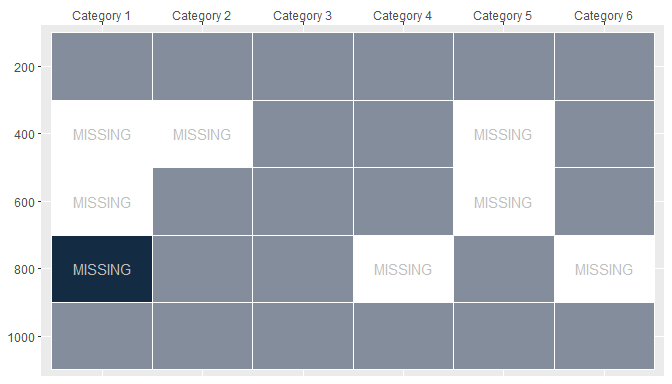 Category 1 Category 2 Category 3 Category 4 Category 5 Category 6
200
400 MISSING MISSING MISSING
600 MISSING MISSING
800 MISSING MISSING MISSING
1000